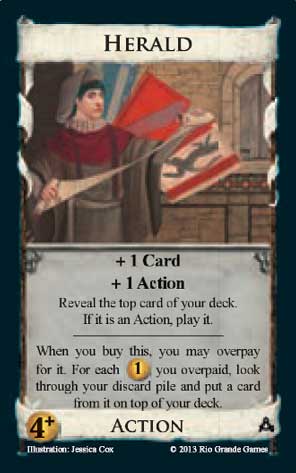 HERALD
+ 1 Card
+ 1 Action
Reveal the top card of your deck.
If it is an Action, play it.
When you buy this, you may overpay
for it. For each 1 you overpaid, look
through your discard pile and put a card
from it on top of your deck.
4+ ACTION
Illustration: Jessica Cox © 2013 Rio Grande Games